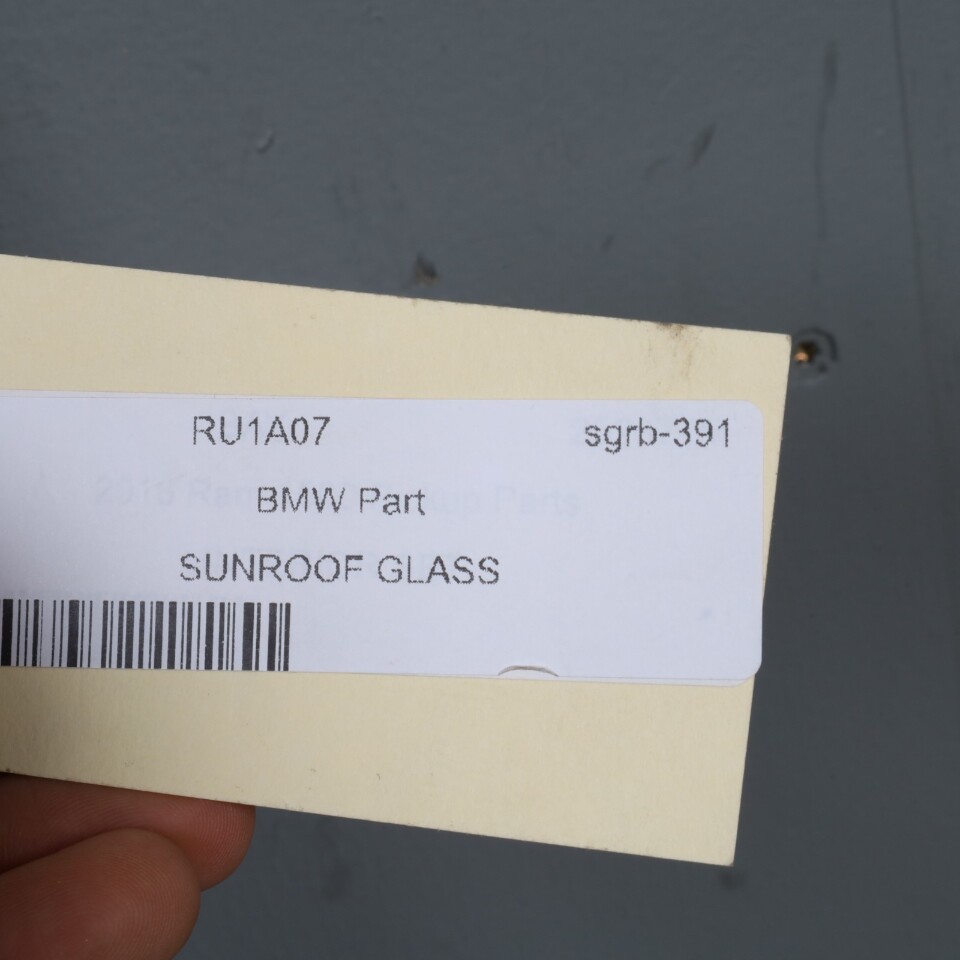 RU1A07 sgrb-391
BMW Part
SUNROOF GLASS